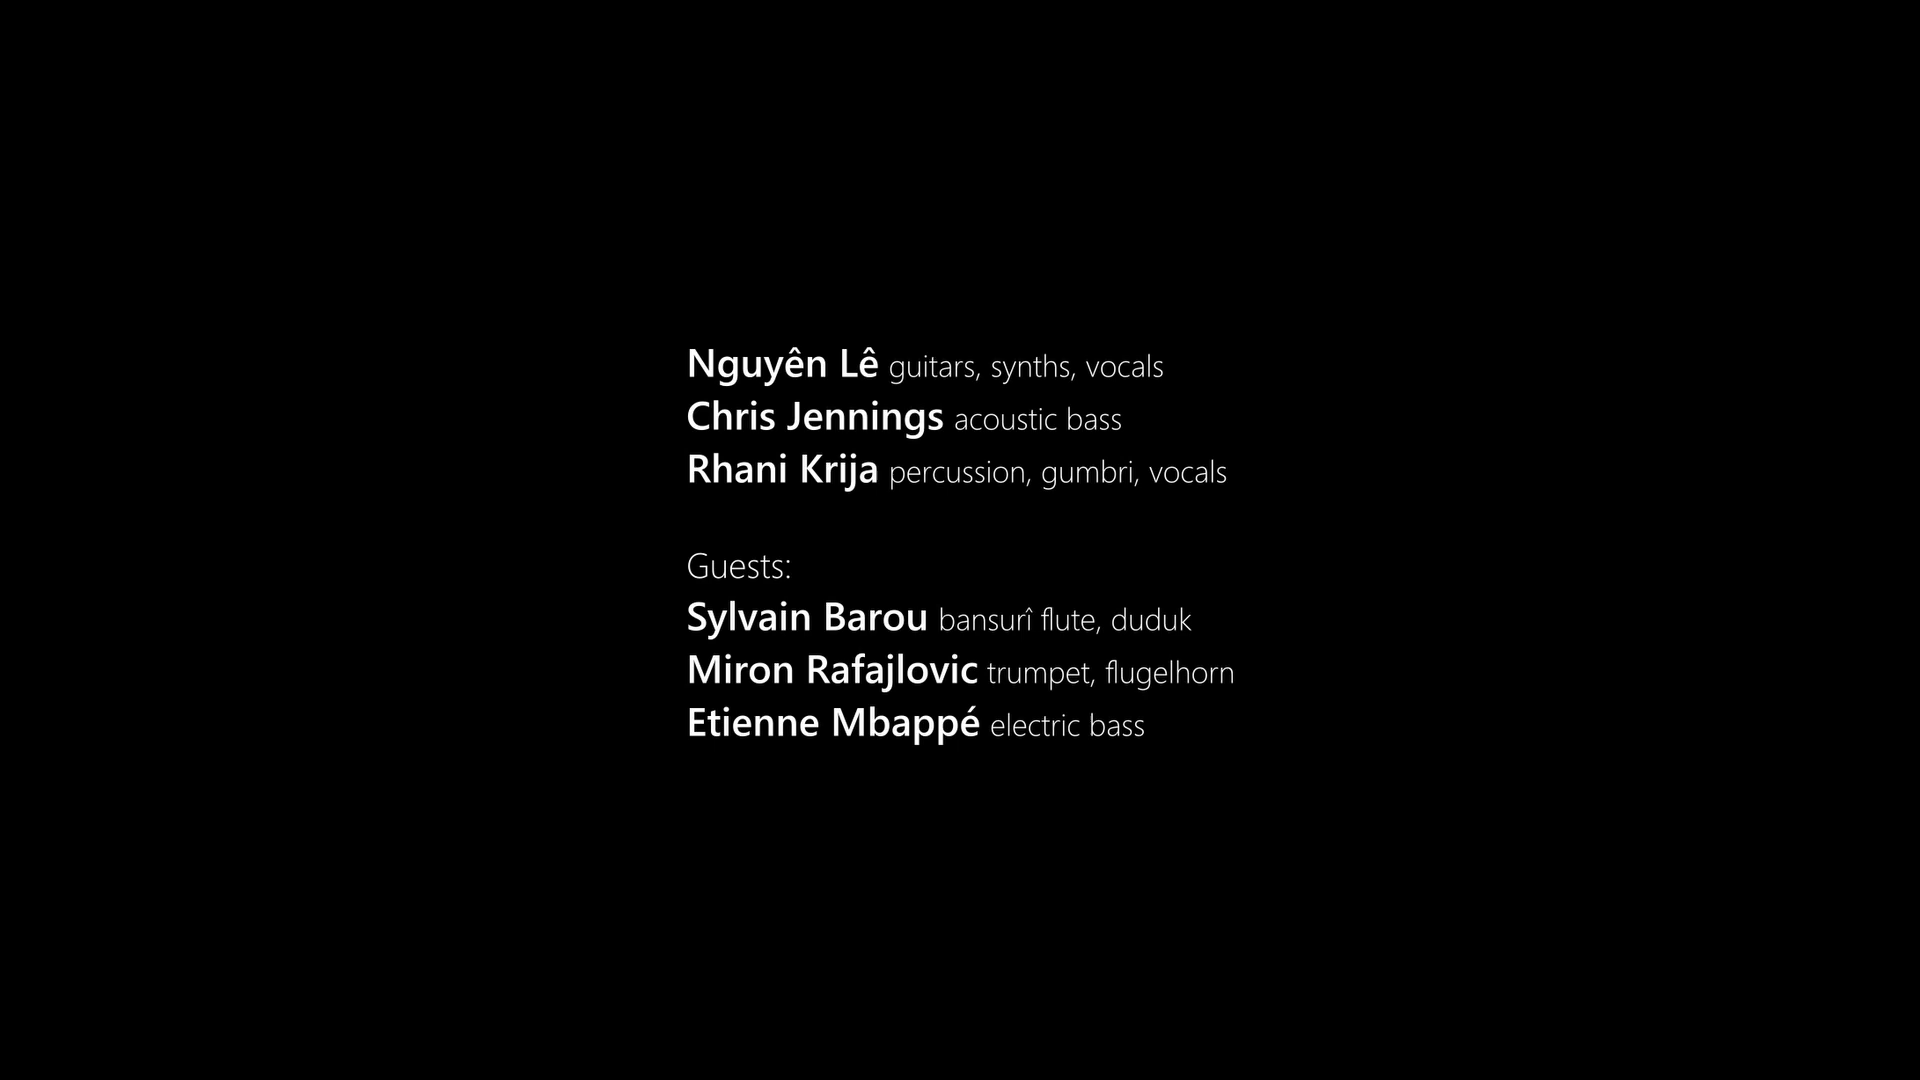 Nguyên Lê guitars, synths, vocals
Chris Jennings acoustic bass
Rhani Krija percussion, gumbri, vocals
Guests:
Sylvain Barou bansurî flute, duduk
Miron Rafajlovic trumpet, flugelhorn
Etienne Mbappé electric bass